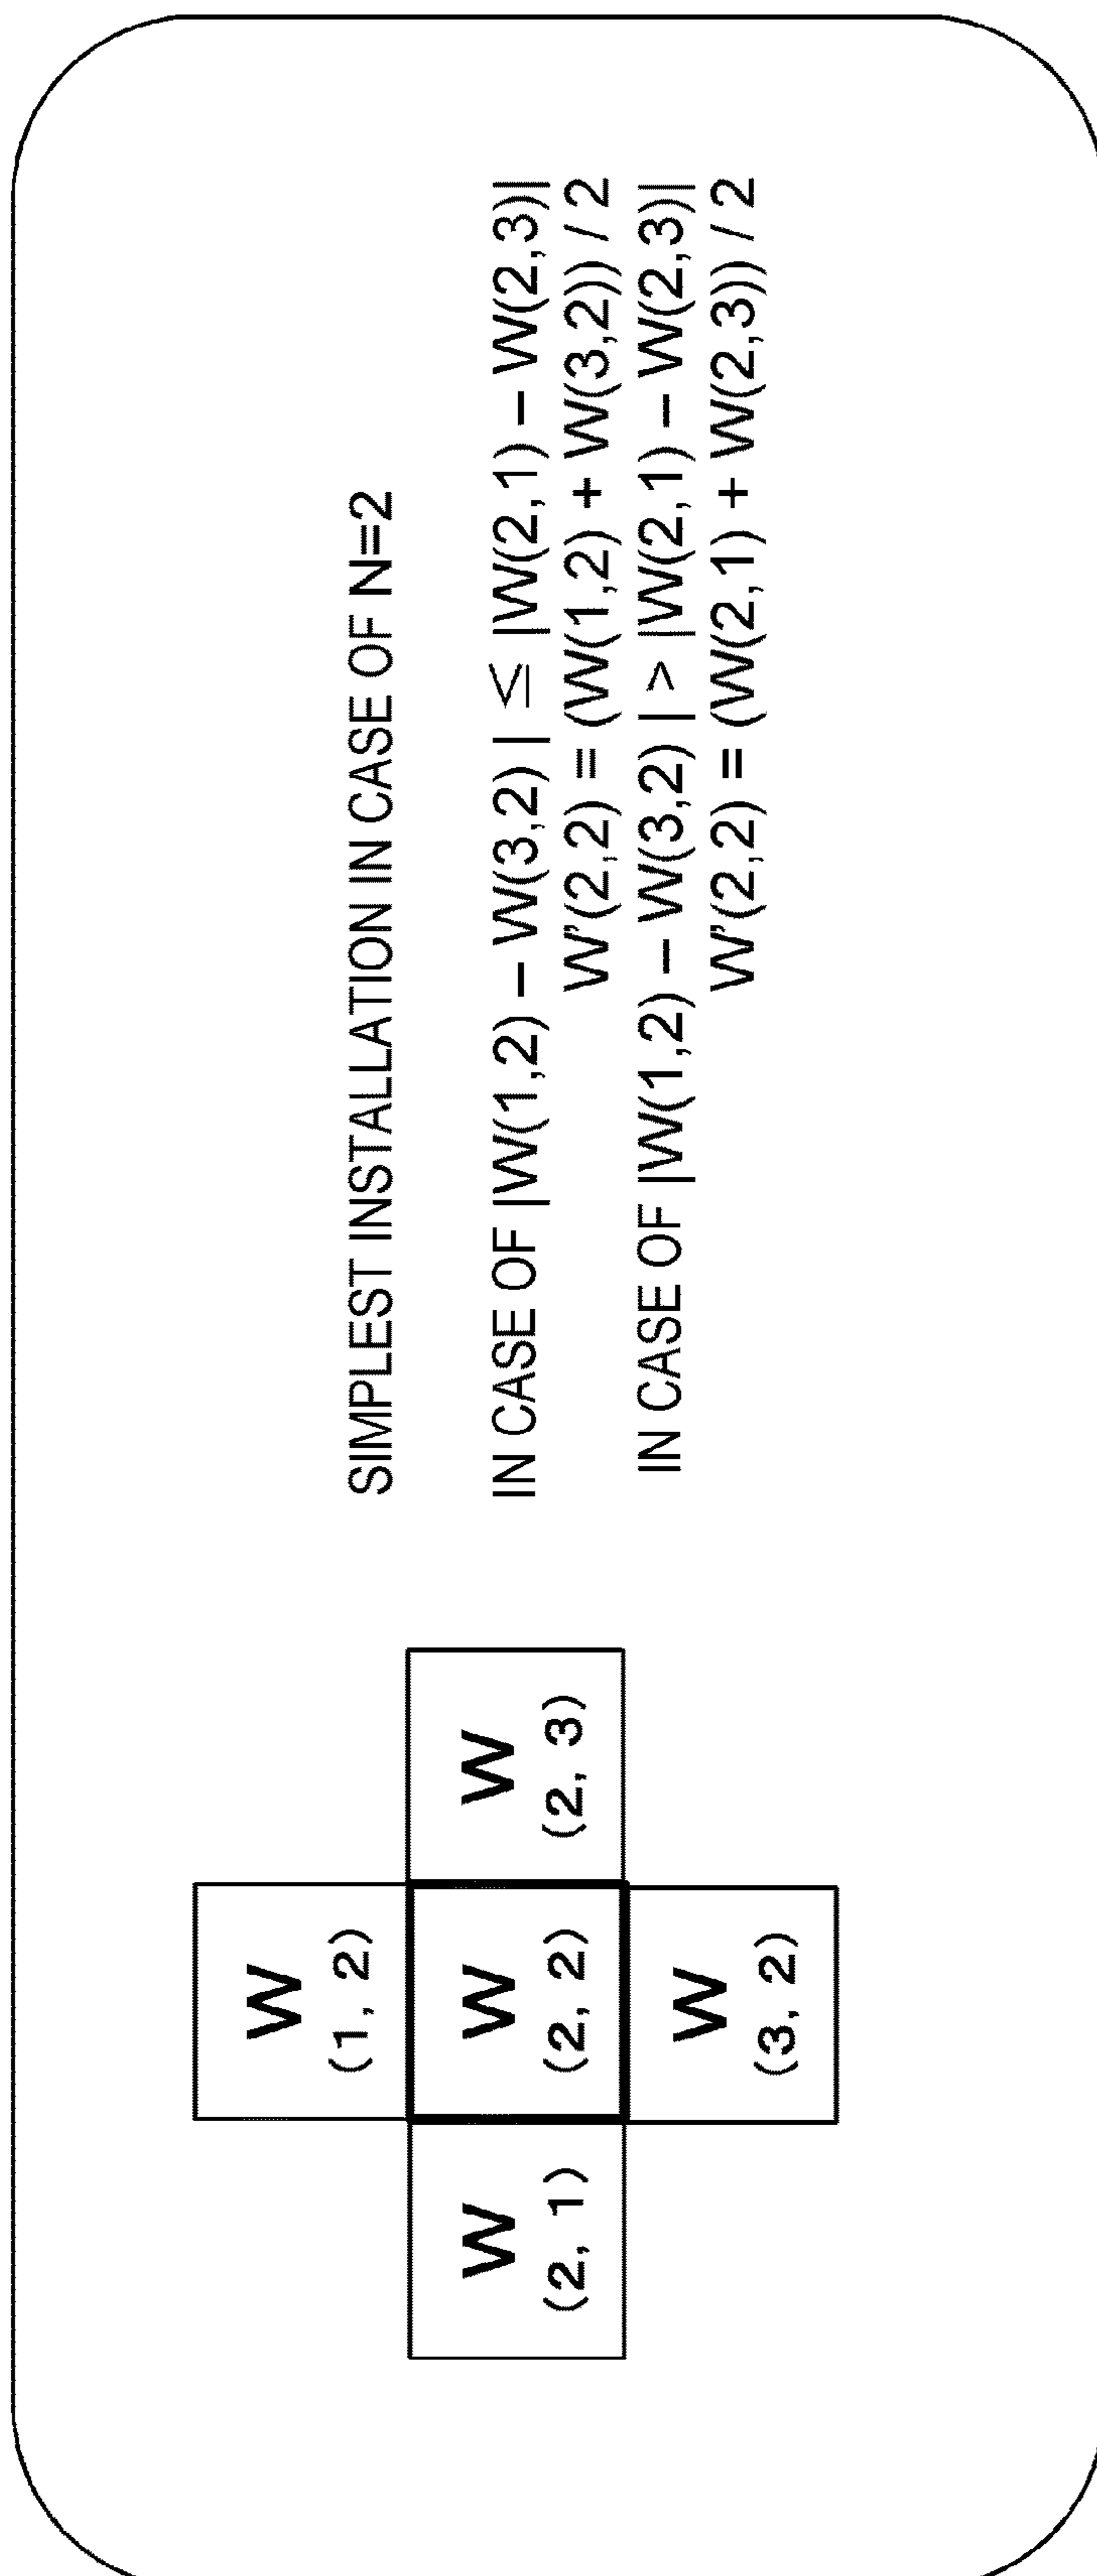 W
(1, 2)
W
(2, 1)
W
(2, 2)
W
(2, 3)
W
(3, 2)
SIMPLEST INSTALLATION IN CASE OF N=2
IN CASE OF |W(1,2) – W(3,2) | ≤ |W(2,1) – W(2,3)|
W'(2,2) = (W(1,2) + W(3,2)) / 2
IN CASE OF |W(1,2) – W(3,2) | > |W(2,1) – W(2,3)|
W'(2,2) = (W(2,1) + W(2,3)) / 2